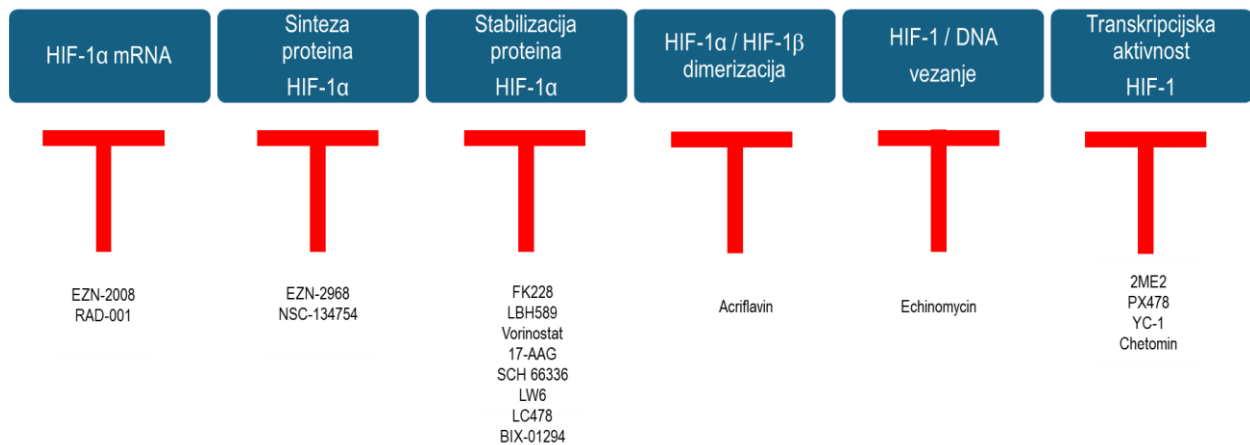 HIF-1α mRNA
Sinteza
proteina
HIF-1α
Stabilizacija
proteina
HIF-1α
HIF-1α / HIF-1β
dimerizacija
HIF-1 / DNA
vezanje
Transkripcijska
aktivnost
HIF-1
EZN-2008
RAD-001
EZN-2968
NSC-134754
FK228
LBH589
Vorinostat
17-AAG
SCH 66336
LW6
LC478
BIX-01294
Acriflavin
Echinomycin
2ME2
PX478
YC-1
Chetomin